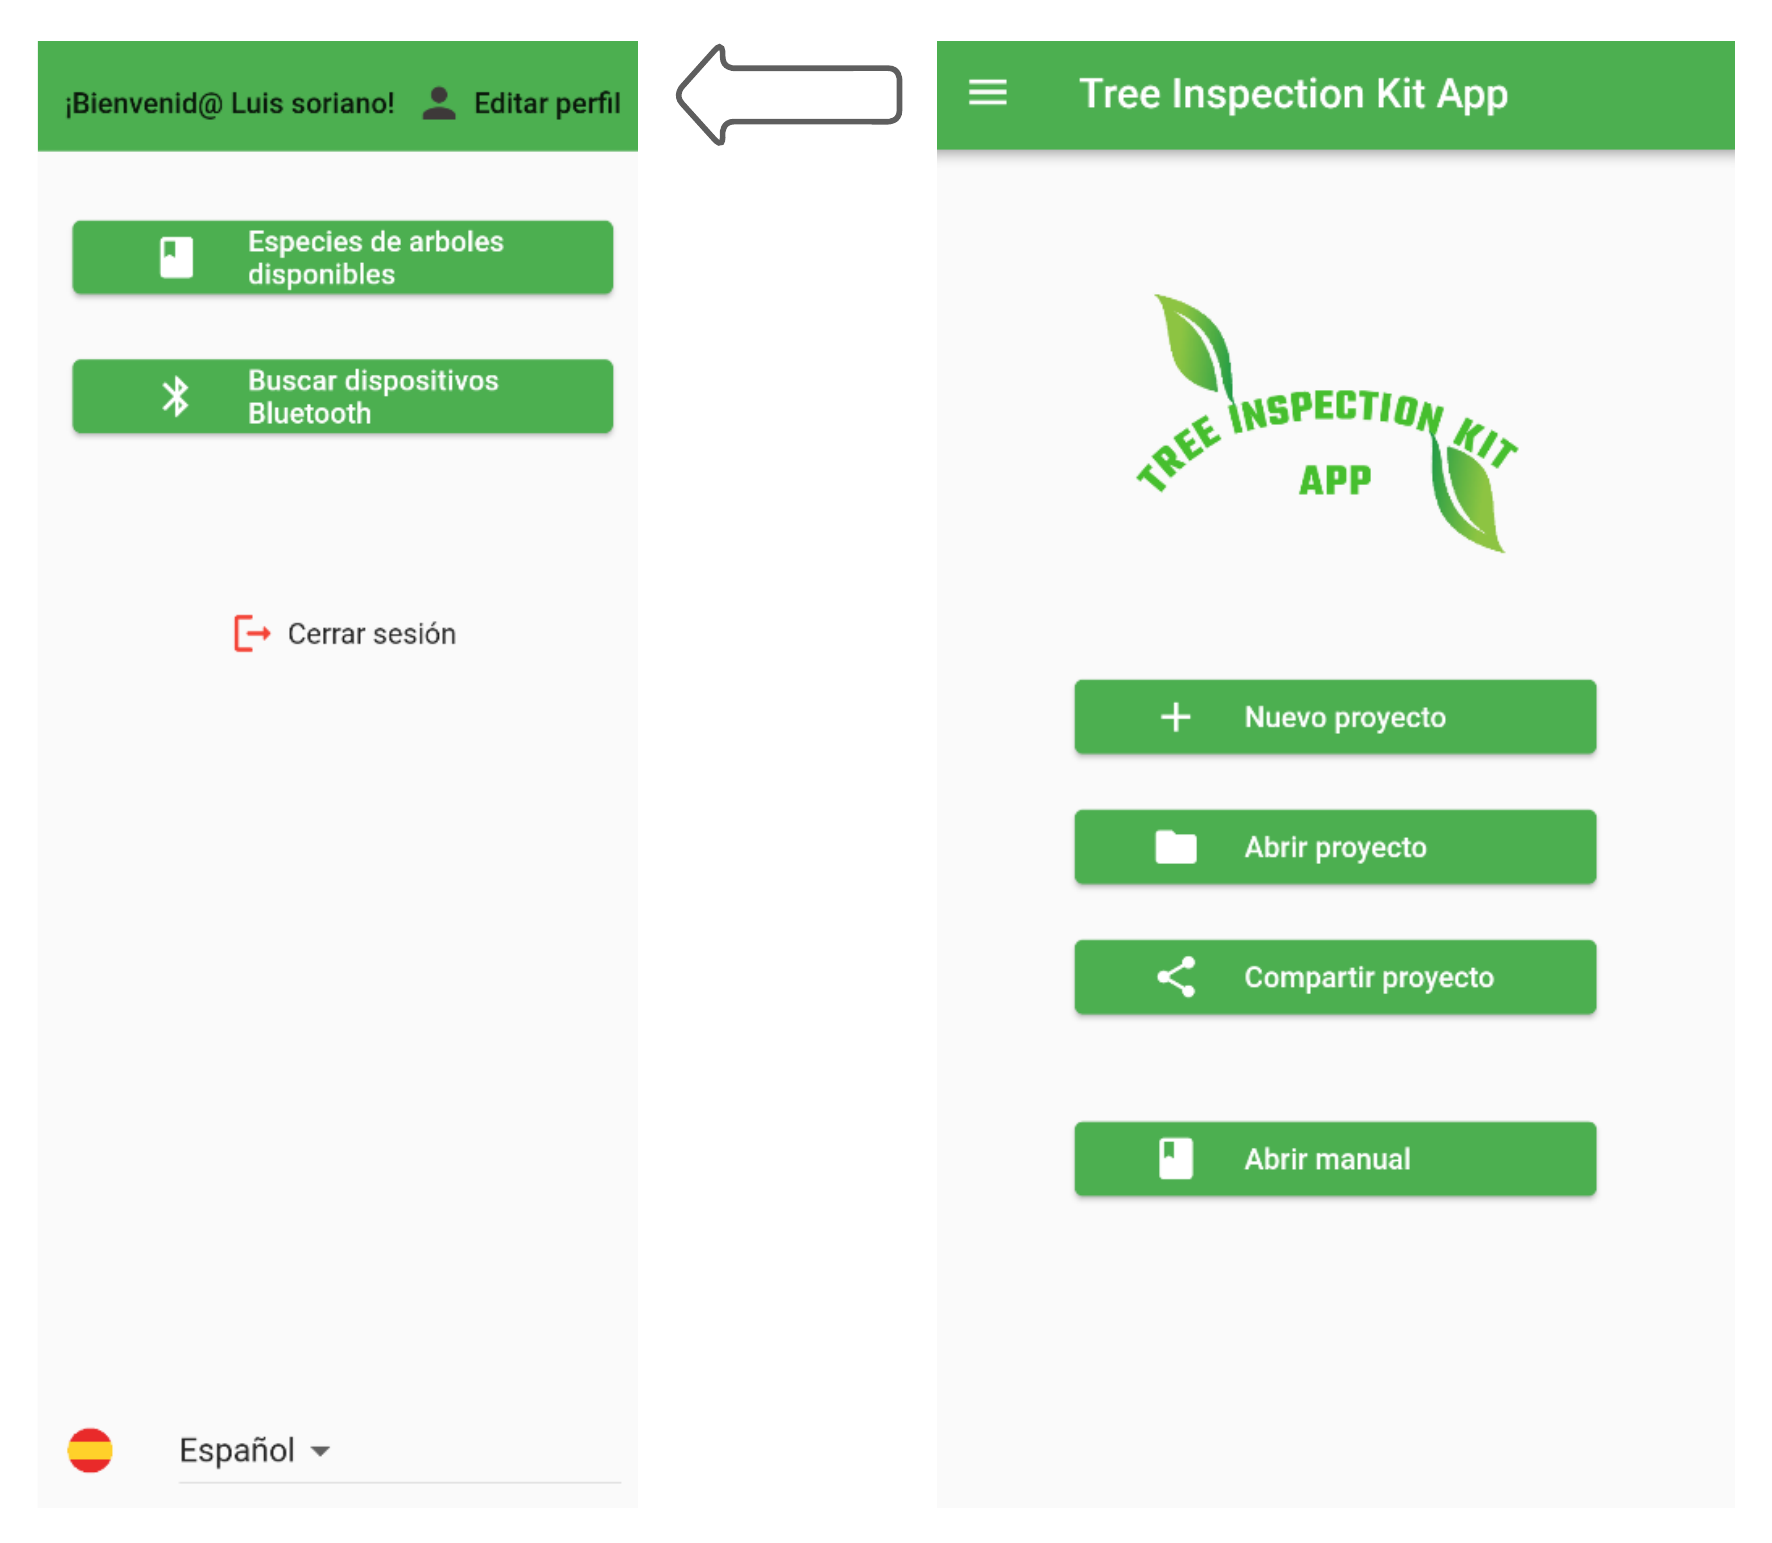 ¡Bienvenid@ Luis soriano!
Editar perfil
Especies de arboles
disponibles
Buscar dispositivos
Bluetooth
Cerrar sesión
Español
Tree Inspection Kit App
TREE INSPECTION KIT
APP
Nuevo proyecto
Abrir proyecto
Compartir proyecto
Abrir manual